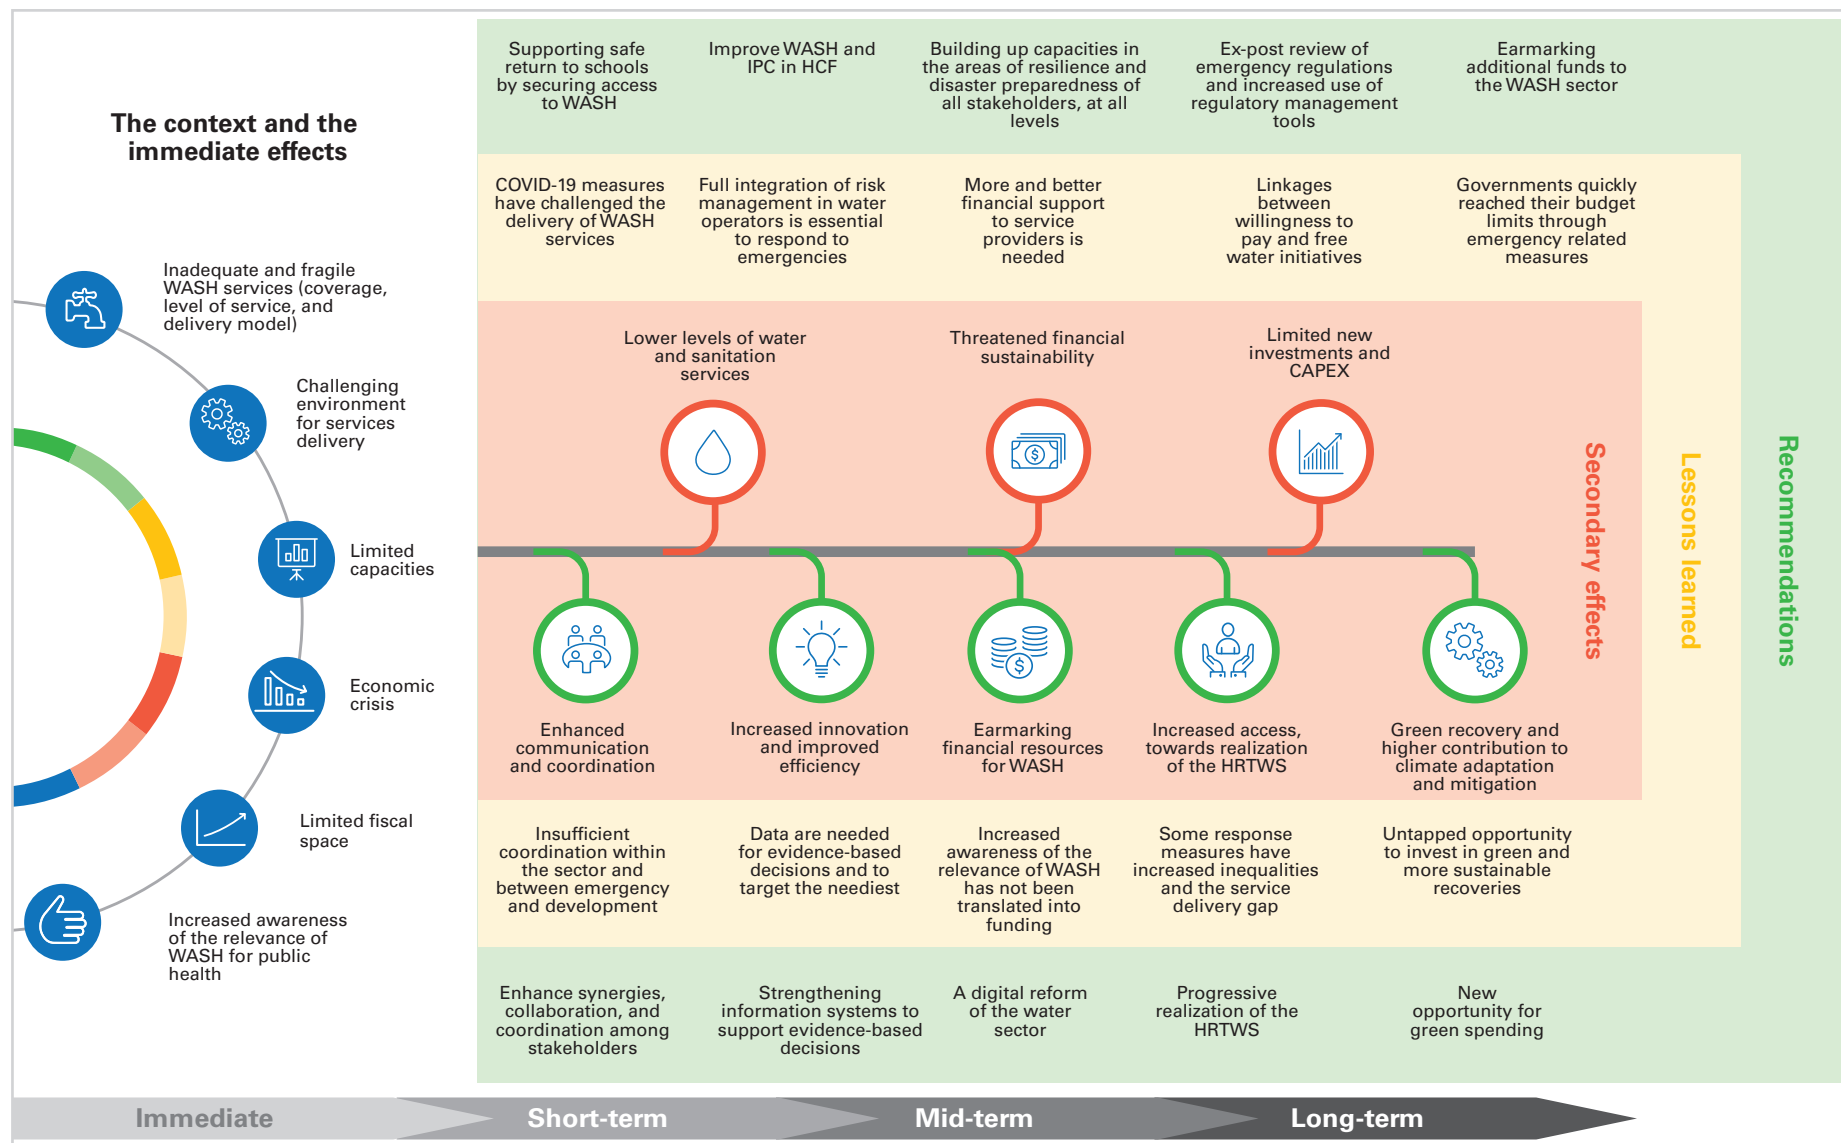 The context and the
immediate effects
Inadequate and fragile
WASH services (coverage,
level of service, and
delivery model)
Challenging
environment
for services
delivery
Limited
capacities
Economic
crisis
Limited fiscal
space
Increased awareness
of the relevance of
WASH for public
health
Supporting safe
return to schools
by securing access
to WASH
Improve WASH and
IPC in HCF
Building up capacities in
the areas of resilience and
disaster preparedness of
all stakeholders, at all
levels
Ex-post review of
emergency regulations
and increased use of
regulatory management
tools
Earmarking
additional funds to
the WASH sector
COVID-19 measures
have challenged the
delivery of WASH
services
Full integration of risk
management in water
operators is essential
to respond to
emergencies
More and better
financial support
to service
providers is
needed
Linkages
between
willingness to
pay and free
water initiatives
Governments quickly
reached their budget
limits through
emergency related
measures
Lower levels of water
and sanitation
services
Threatened financial
sustainability
Limited new
investments and
CAPEX
Enhanced
communication
and coordination
Increased innovation
and improved
efficiency
Earmarking
financial resources
for WASH
Increased access,
towards realization
of the HRTWS
Green recovery and
higher contribution to
climate adaptation
and mitigation
Insufficient
coordination within
the sector and
between emergency
and development
Data are needed
for evidence-based
decisions and to
target the neediest
Increased
awareness of the
relevance of WASH
has not been
translated into
funding
Some response
measures have
increased inequalities
and the service
delivery gap
Untapped opportunity
to invest in green and
more sustainable
recoveries
Enhance synergies,
collaboration, and
coordination among
stakeholders
Strengthening
information systems to
support evidence-based
decisions
A digital reform
of the water
sector
Progressive
realization of the
HRTWS
New
opportunity for
green spending
Secondary effects
Lessons learned
Recommendations
Immediate
Short-term
Mid-term
Long-term